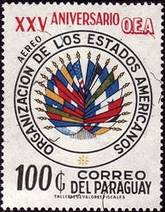 XXV ANIVERSARIO OEA
AEREO
ORGANIZACION DE LOS ESTADOS AMERICANOS
100 ₲ CORREO
DEL PARAGUAY
TALLERES DE VALORES FISCALES